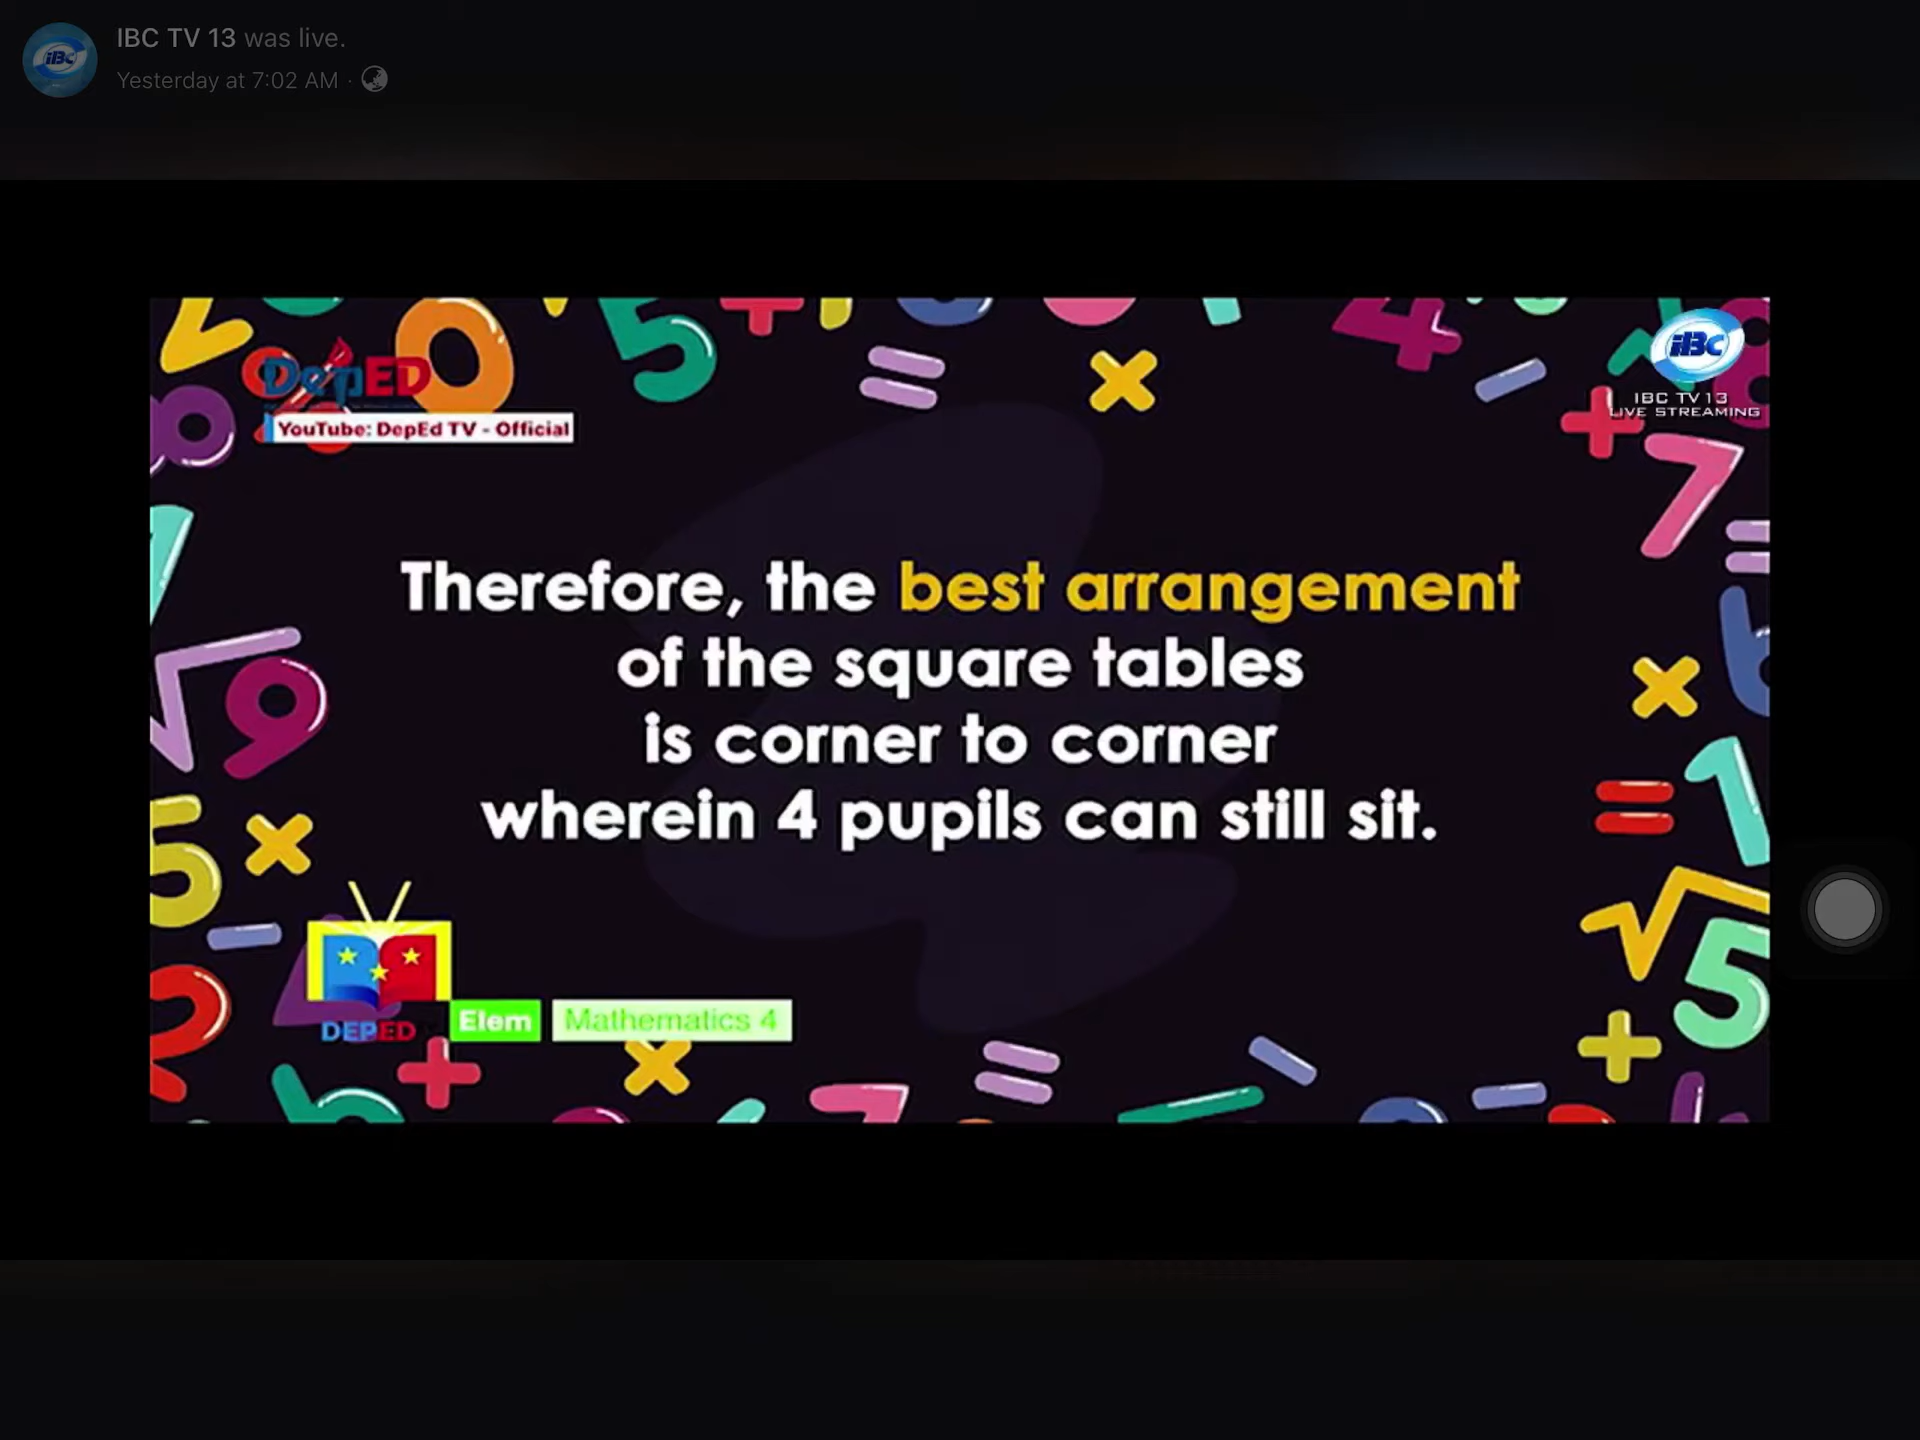 IBC TV 13 was live.
Yesterday at 7:02 AM ·
DepED
YouTube: DepEd TV - Official
iBC
IBC TV 13
LIVE STREAMING
Therefore, the best arrangement
of the square tables
is corner to corner
wherein 4 pupils can still sit.
DEPED
Elem Mathematics 4